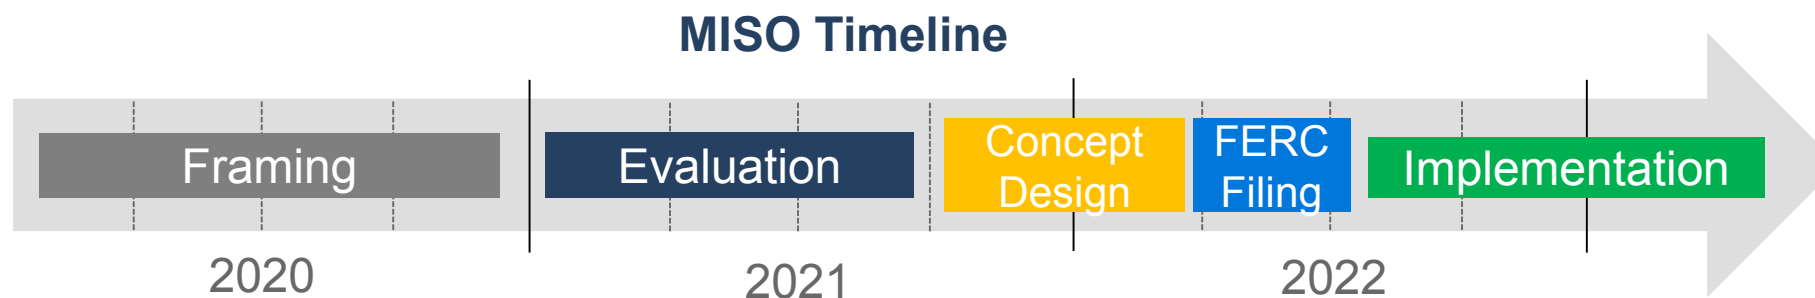 MISO Timeline
Framing
Evaluation
Concept
Design
FERC
Filing
Implementation
2020
2021
2022